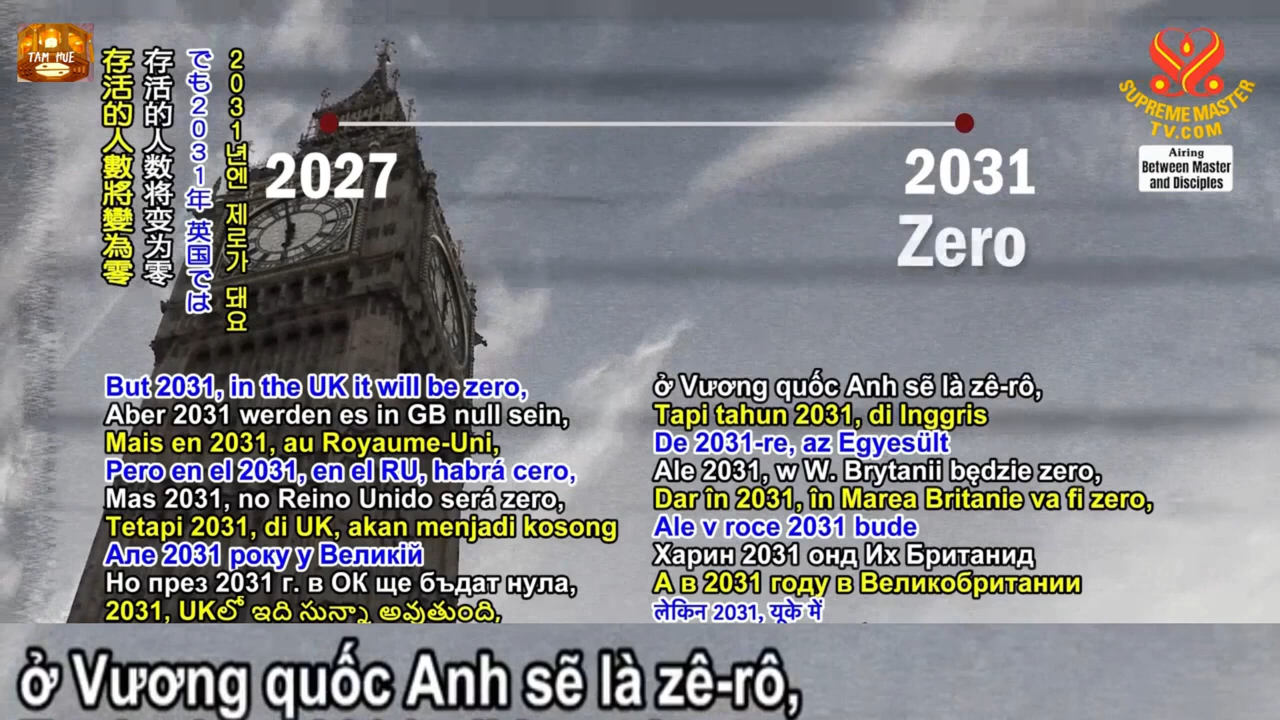 TAM HUE
存活的人數將變為零
存活的人数将变为零
でも2031年 英国では
2031년엔 제로가 돼요
2027
2031
Zero
SUPREME MASTER
TV.COM
Airing
Between Master
and Disciples
But 2031, in the UK it will be zero,
Aber 2031 werden es in GB null sein,
Mais en 2031, au Royaume-Uni,
Pero en el 2031, en el RU, habrá cero,
Mas 2031, no Reino Unido será zero,
Tetapi 2031, di UK, akan menjadi kosong
Але 2031 року у Великій
Но през 2031 г. в ОК ще бъдат нула,
2031, UKలో ఇది సున్నా అవుతుంది,
ở Vương quốc Anh sẽ là zê-rô,
Tapi tahun 2031, di Inggris
De 2031-re, az Egyesült
Ale 2031, w W. Brytanii będzie zero,
Dar în 2031, în Marea Britanie va fi zero,
Ale v roce 2031 bude
Харин 2031 онд Их Британид
А в 2031 году в Великобритании
लेकिन 2031, यूके में
ở Vương quốc Anh sẽ là zê-rô,